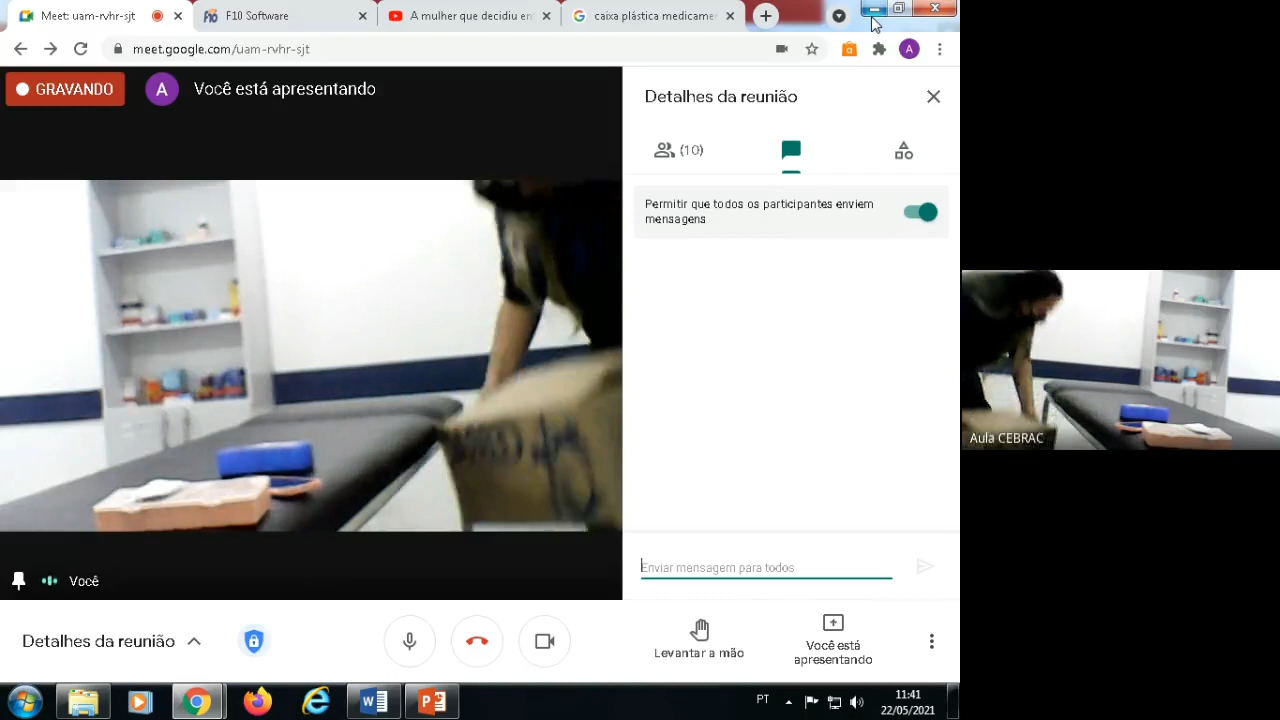 Meet: uam-rvhr-sjt
F10 Software
A mulher que decidiu en
caixa plástica medicamen
meet.google.com/uam-rvhr-sjt
A
GRAVANDO
A
Você está apresentando
Detalhes da reunião
(10)
Permitir que todos os participantes enviem
mensagens
Aula CEBRAC
Enviar mensagem para todos
Você
Detalhes da reunião
Levantar a mão
Você está
apresentando
PT
11:41
22/05/2021